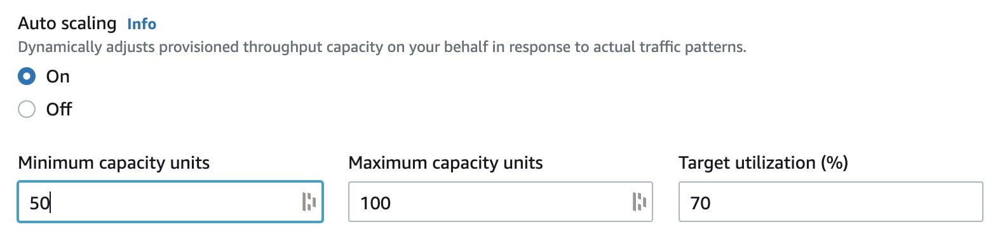 Auto scaling Info
Dynamically adjusts provisioned throughput capacity on your behalf in response to actual traffic patterns.
On
Off
Minimum capacity units Maximum capacity units Target utilization (%)
50 100 70